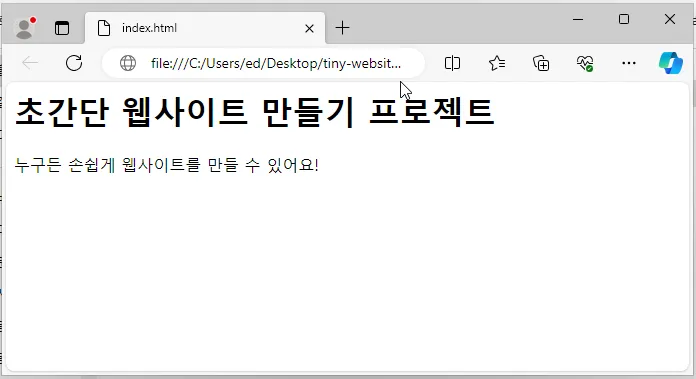 index.html
file:///C:/Users/ed/Desktop/tiny-websit...
초간단 웹사이트 만들기 프로젝트
누구든 손쉽게 웹사이트를 만들 수 있어요!